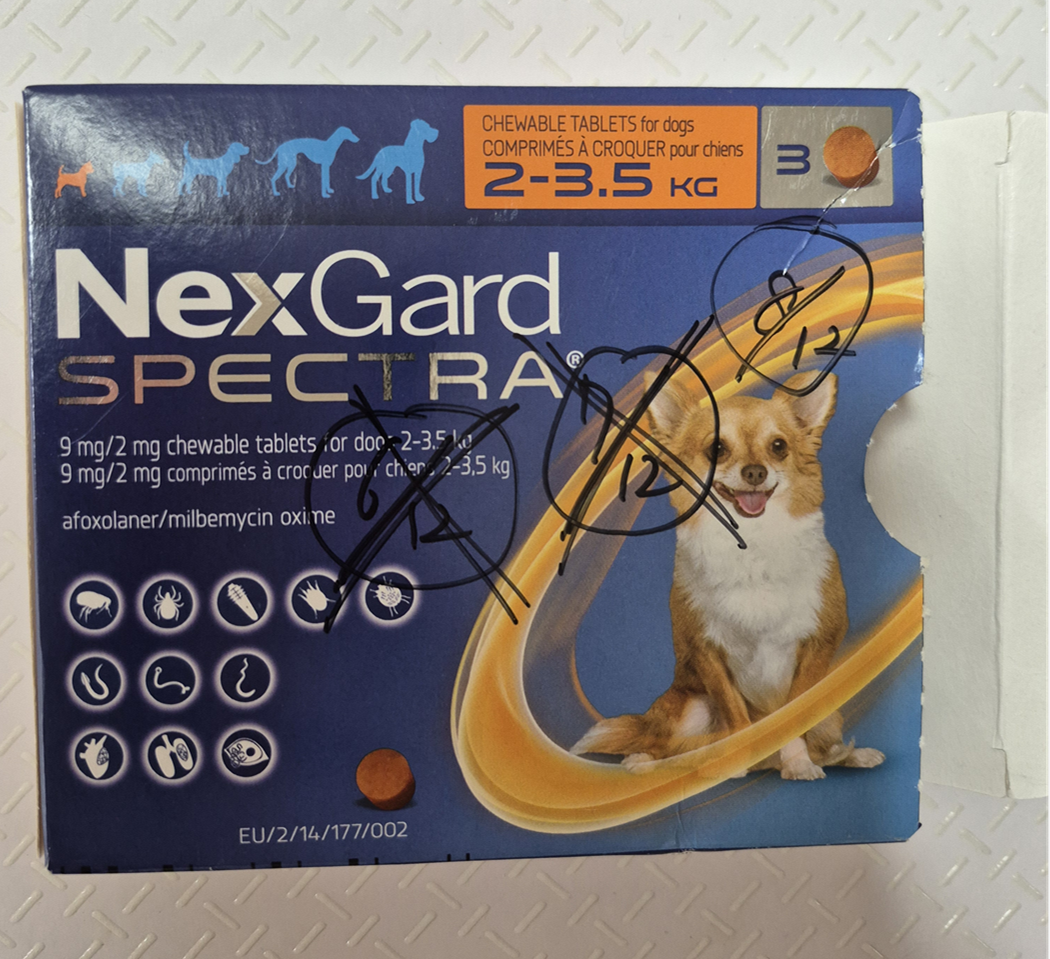 CHEWABLE TABLETS for dogs
COMPRIMÉS À CROQUER pour chiens
2-3.5 KG
3
NexGard
SPECTRA®
9 mg/2 mg chewable tablets for dogs 2-3.5 kg
9 mg/2 mg comprimés à croquer pour chiens 2-3,5 kg
afoxolaner/milbemycin oxime
8/12
12
6/12
EU/2/14/177/002